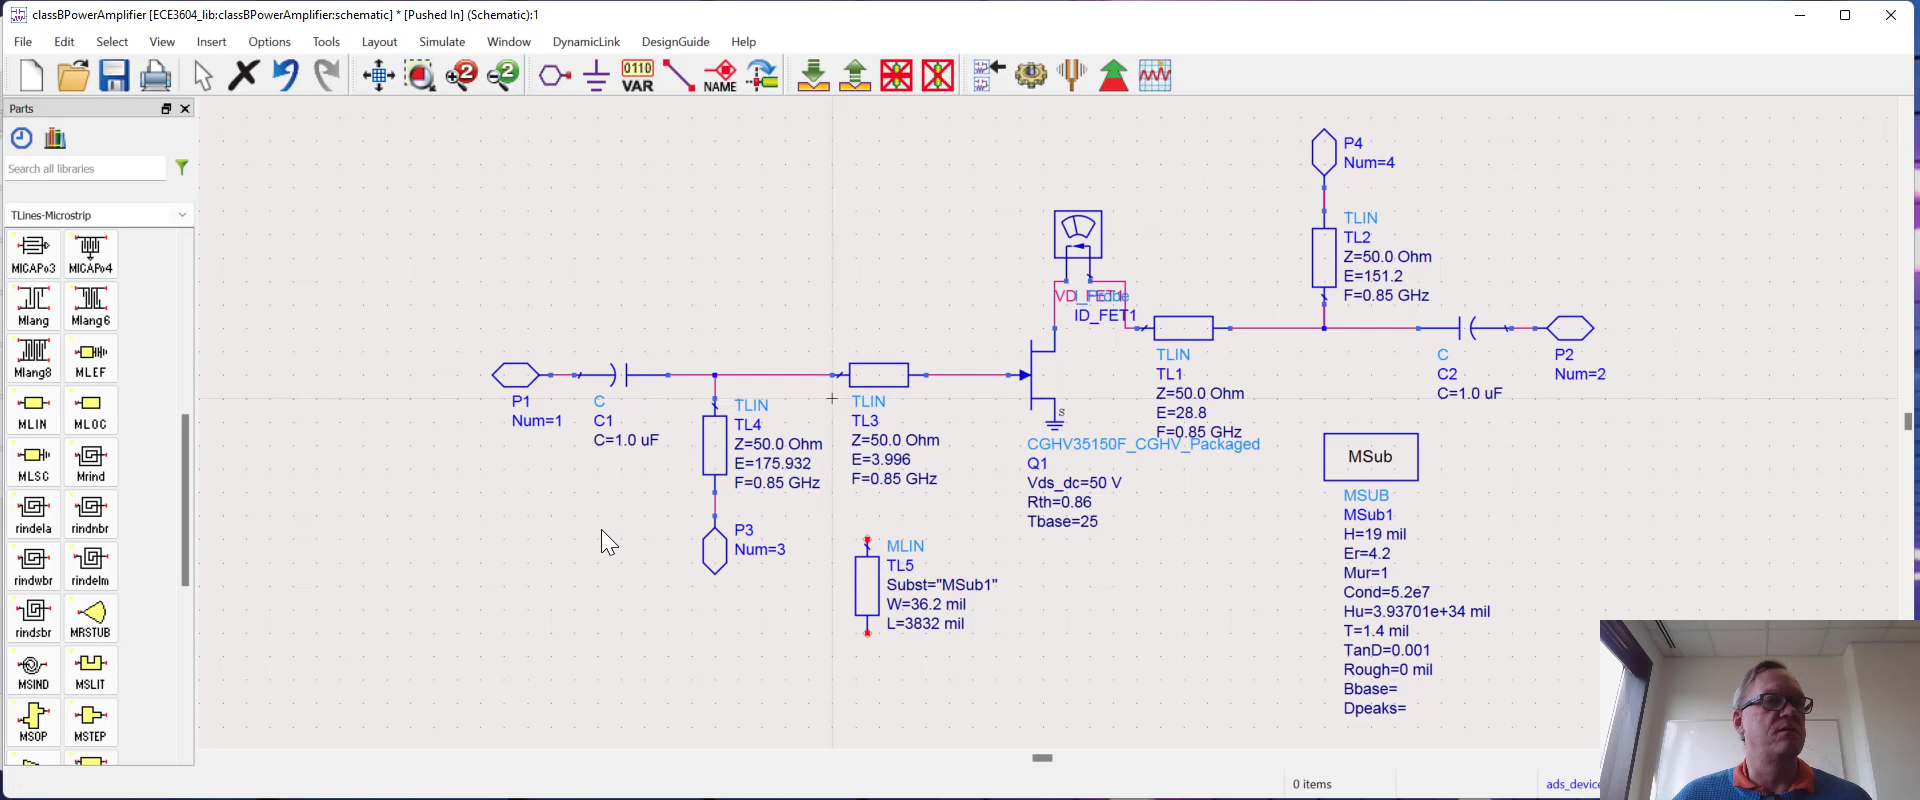 classBPowerAmplifier [ECE3604_lib:classBPowerAmplifier:schematic] * [Pushed In] (Schematic):1
File Edit Select View Insert Options Tools Layout Simulate Window DynamicLink DesignGuide Help
2 2 0110 VAR NAME
Parts
Search all libraries
TLines-Microstrip
MICAPo3 MICAPo4
Mlang Mlang6
Mlang8 MLEF
MLIN MLOC
MLSC Mrind
rindela rindnbr
rindwbr rindelm
rindsbr MRSTUB
MSIND MSLIT
MSOP MSTEP
P1
Num=1
C
C1
C=1.0 uF
TLIN
TL4
Z=50.0 Ohm
E=175.932
F=0.85 GHz
P3
Num=3
TLIN
TL3
Z=50.0 Ohm
E=3.996
F=0.85 GHz
MLIN
TL5
Subst="MSub1"
W=36.2 mil
L=3832 mil
VD_FET1
I_Probe
ID_FET1
S
CGHV35150F_CGHV_Packaged
Q1
Vds_dc=50 V
Rth=0.86
Tbase=25
TLIN
TL1
Z=50.0 Ohm
E=28.8
F=0.85 GHz
P4
Num=4
TLIN
TL2
Z=50.0 Ohm
E=151.2
F=0.85 GHz
C
C2
C=1.0 uF
P2
Num=2
MSub
MSUB
MSub1
H=19 mil
Er=4.2
Mur=1
Cond=5.2e7
Hu=3.93701e+34 mil
T=1.4 mil
TanD=0.001
Rough=0 mil
Bbase=
Dpeaks=
0 items
ads_device